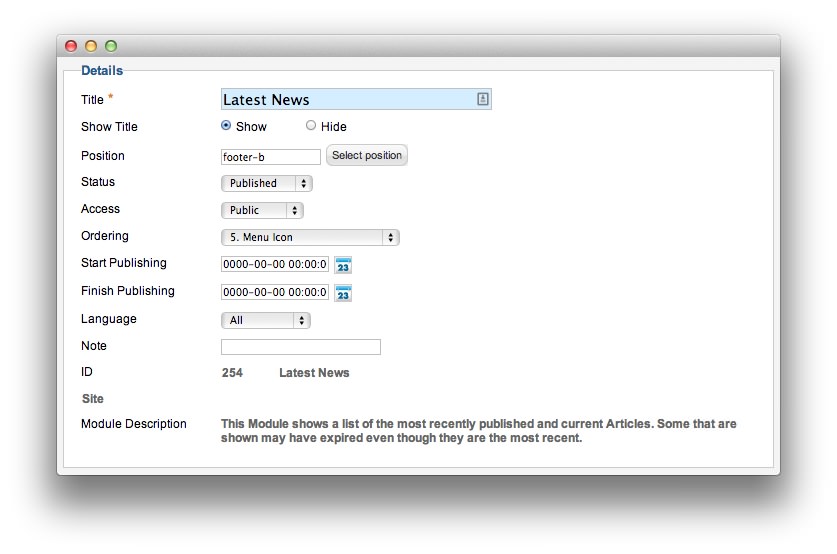 Details
Title * Latest News
Show Title Show Hide
Position footer-b Select position
Status Published
Access Public
Ordering 5. Menu Icon
Start Publishing 0000-00-00 00:00:0 23
Finish Publishing 0000-00-00 00:00:0 23
Language All
Note
ID 254 Latest News
Site
Module Description This Module shows a list of the most recently published and current Articles. Some that are
shown may have expired even though they are the most recent.